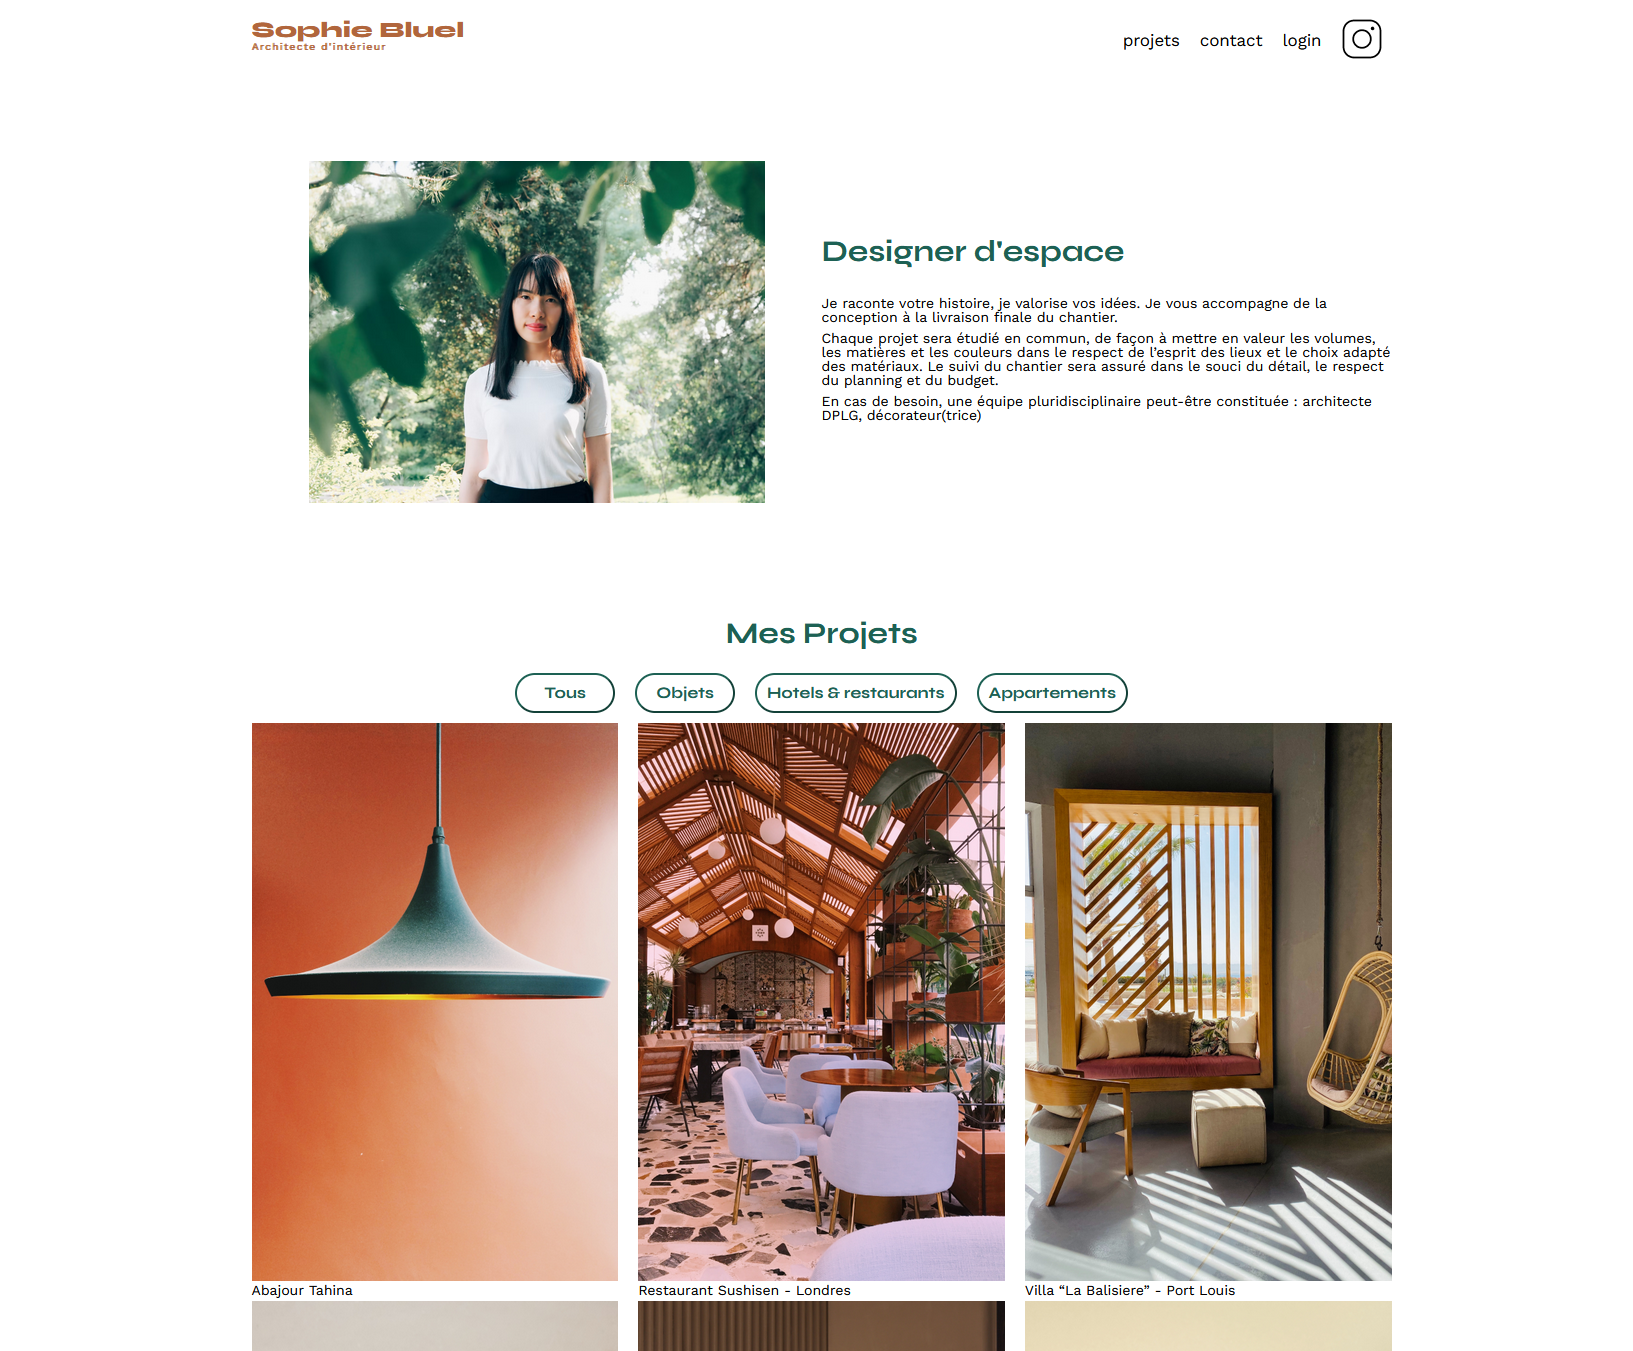 Sophie Bluel
Architecte d'intérieur
projets
contact
login
Designer d'espace
Je raconte votre histoire, je valorise vos idées. Je vous accompagne de la
conception à la livraison finale du chantier.
Chaque projet sera étudié en commun, de façon à mettre en valeur les volumes,
les matières et les couleurs dans le respect de l’esprit des lieux et le choix adapté
des matériaux. Le suivi du chantier sera assuré dans le souci du détail, le respect
du planning et du budget.
En cas de besoin, une équipe pluridisciplinaire peut-être constituée : architecte
DPLG, décorateur(trice)
Mes Projets
Tous
Objets
Hotels & restaurants
Appartements
Abajour Tahina
Restaurant Sushisen - Londres
Villa “La Balisiere” - Port Louis